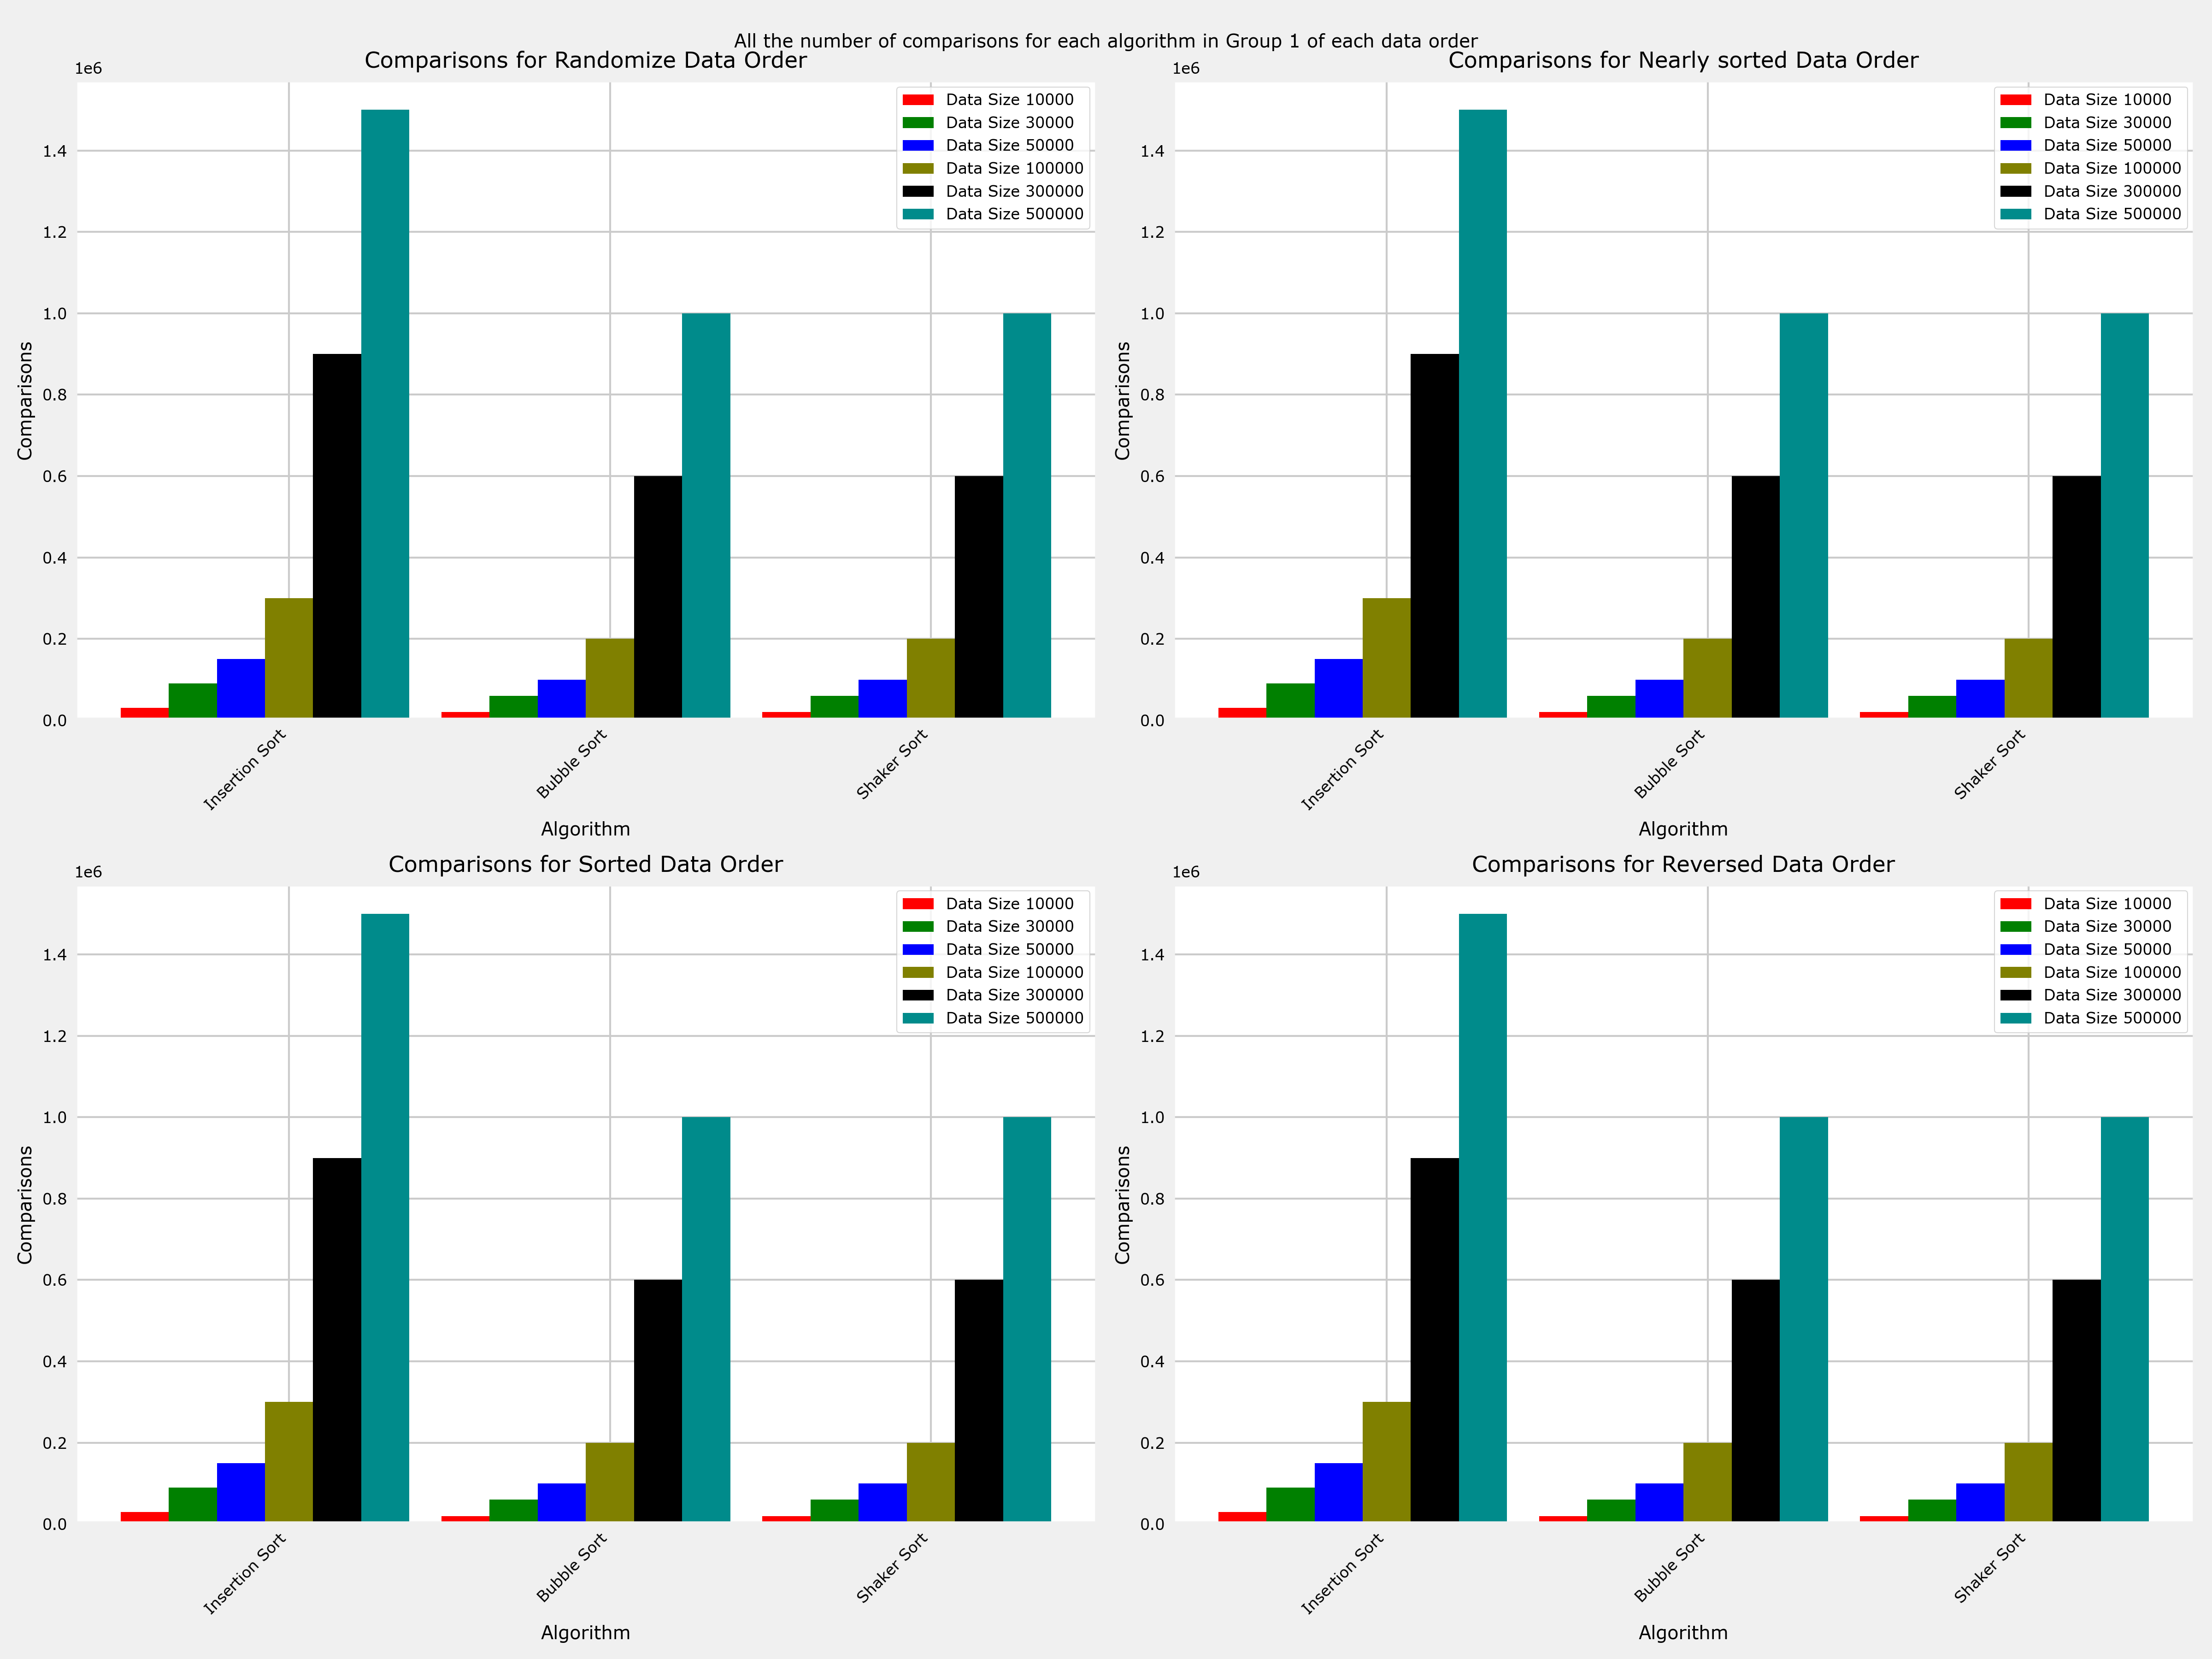 All the number of comparisons for each algorithm in Group 1 of each data order
Comparisons for Randomize Data Order
1e6
1.4
1.2
1.0
0.8
0.6
0.4
0.2
0.0
Comparisons
Data Size 10000
Data Size 30000
Data Size 50000
Data Size 100000
Data Size 300000
Data Size 500000
Insertion Sort
Bubble Sort
Shaker Sort
Algorithm
Comparisons for Nearly sorted Data Order
1e6
1.4
1.2
1.0
0.8
0.6
0.4
0.2
0.0
Comparisons
Data Size 10000
Data Size 30000
Data Size 50000
Data Size 100000
Data Size 300000
Data Size 500000
Insertion Sort
Bubble Sort
Shaker Sort
Algorithm
Comparisons for Sorted Data Order
1e6
1.4
1.2
1.0
0.8
0.6
0.4
0.2
0.0
Comparisons
Data Size 10000
Data Size 30000
Data Size 50000
Data Size 100000
Data Size 300000
Data Size 500000
Insertion Sort
Bubble Sort
Shaker Sort
Algorithm
Comparisons for Reversed Data Order
1e6
1.4
1.2
1.0
0.8
0.6
0.4
0.2
0.0
Comparisons
Data Size 10000
Data Size 30000
Data Size 50000
Data Size 100000
Data Size 300000
Data Size 500000
Insertion Sort
Bubble Sort
Shaker Sort
Algorithm